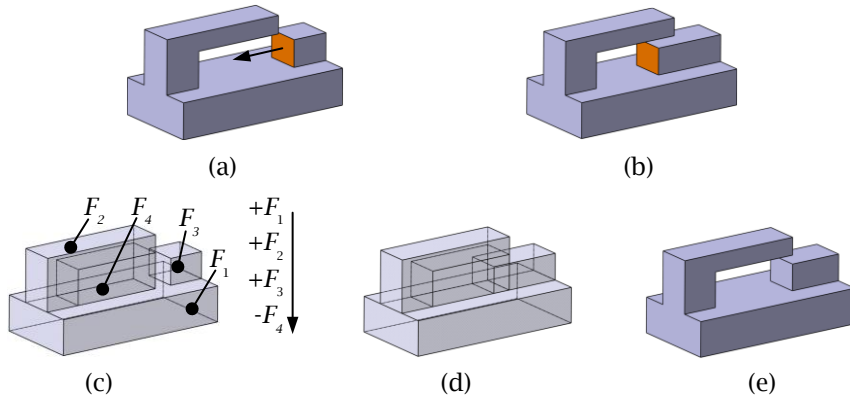 (a)
(b)
F₂ F₄ F₃ F₁
+F₁
+F₂
+F₃
-F₄
(c)
(d)
(e)